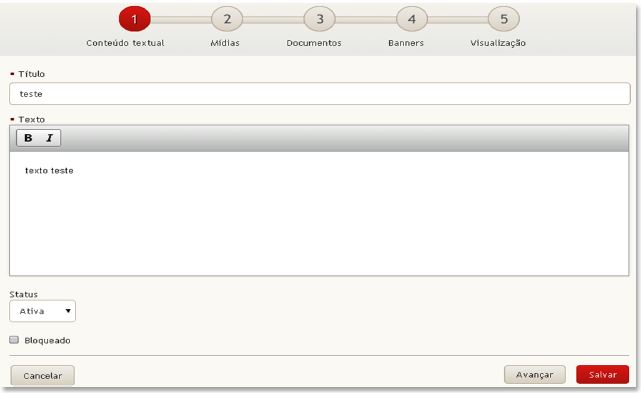 1 2 3 4 5
Conteúdo textual Mídias Documentos Banners Visualização
Título
teste
Texto
B I
texto teste
Status
Ativa
Bloqueado
Cancelar Avançar Salvar